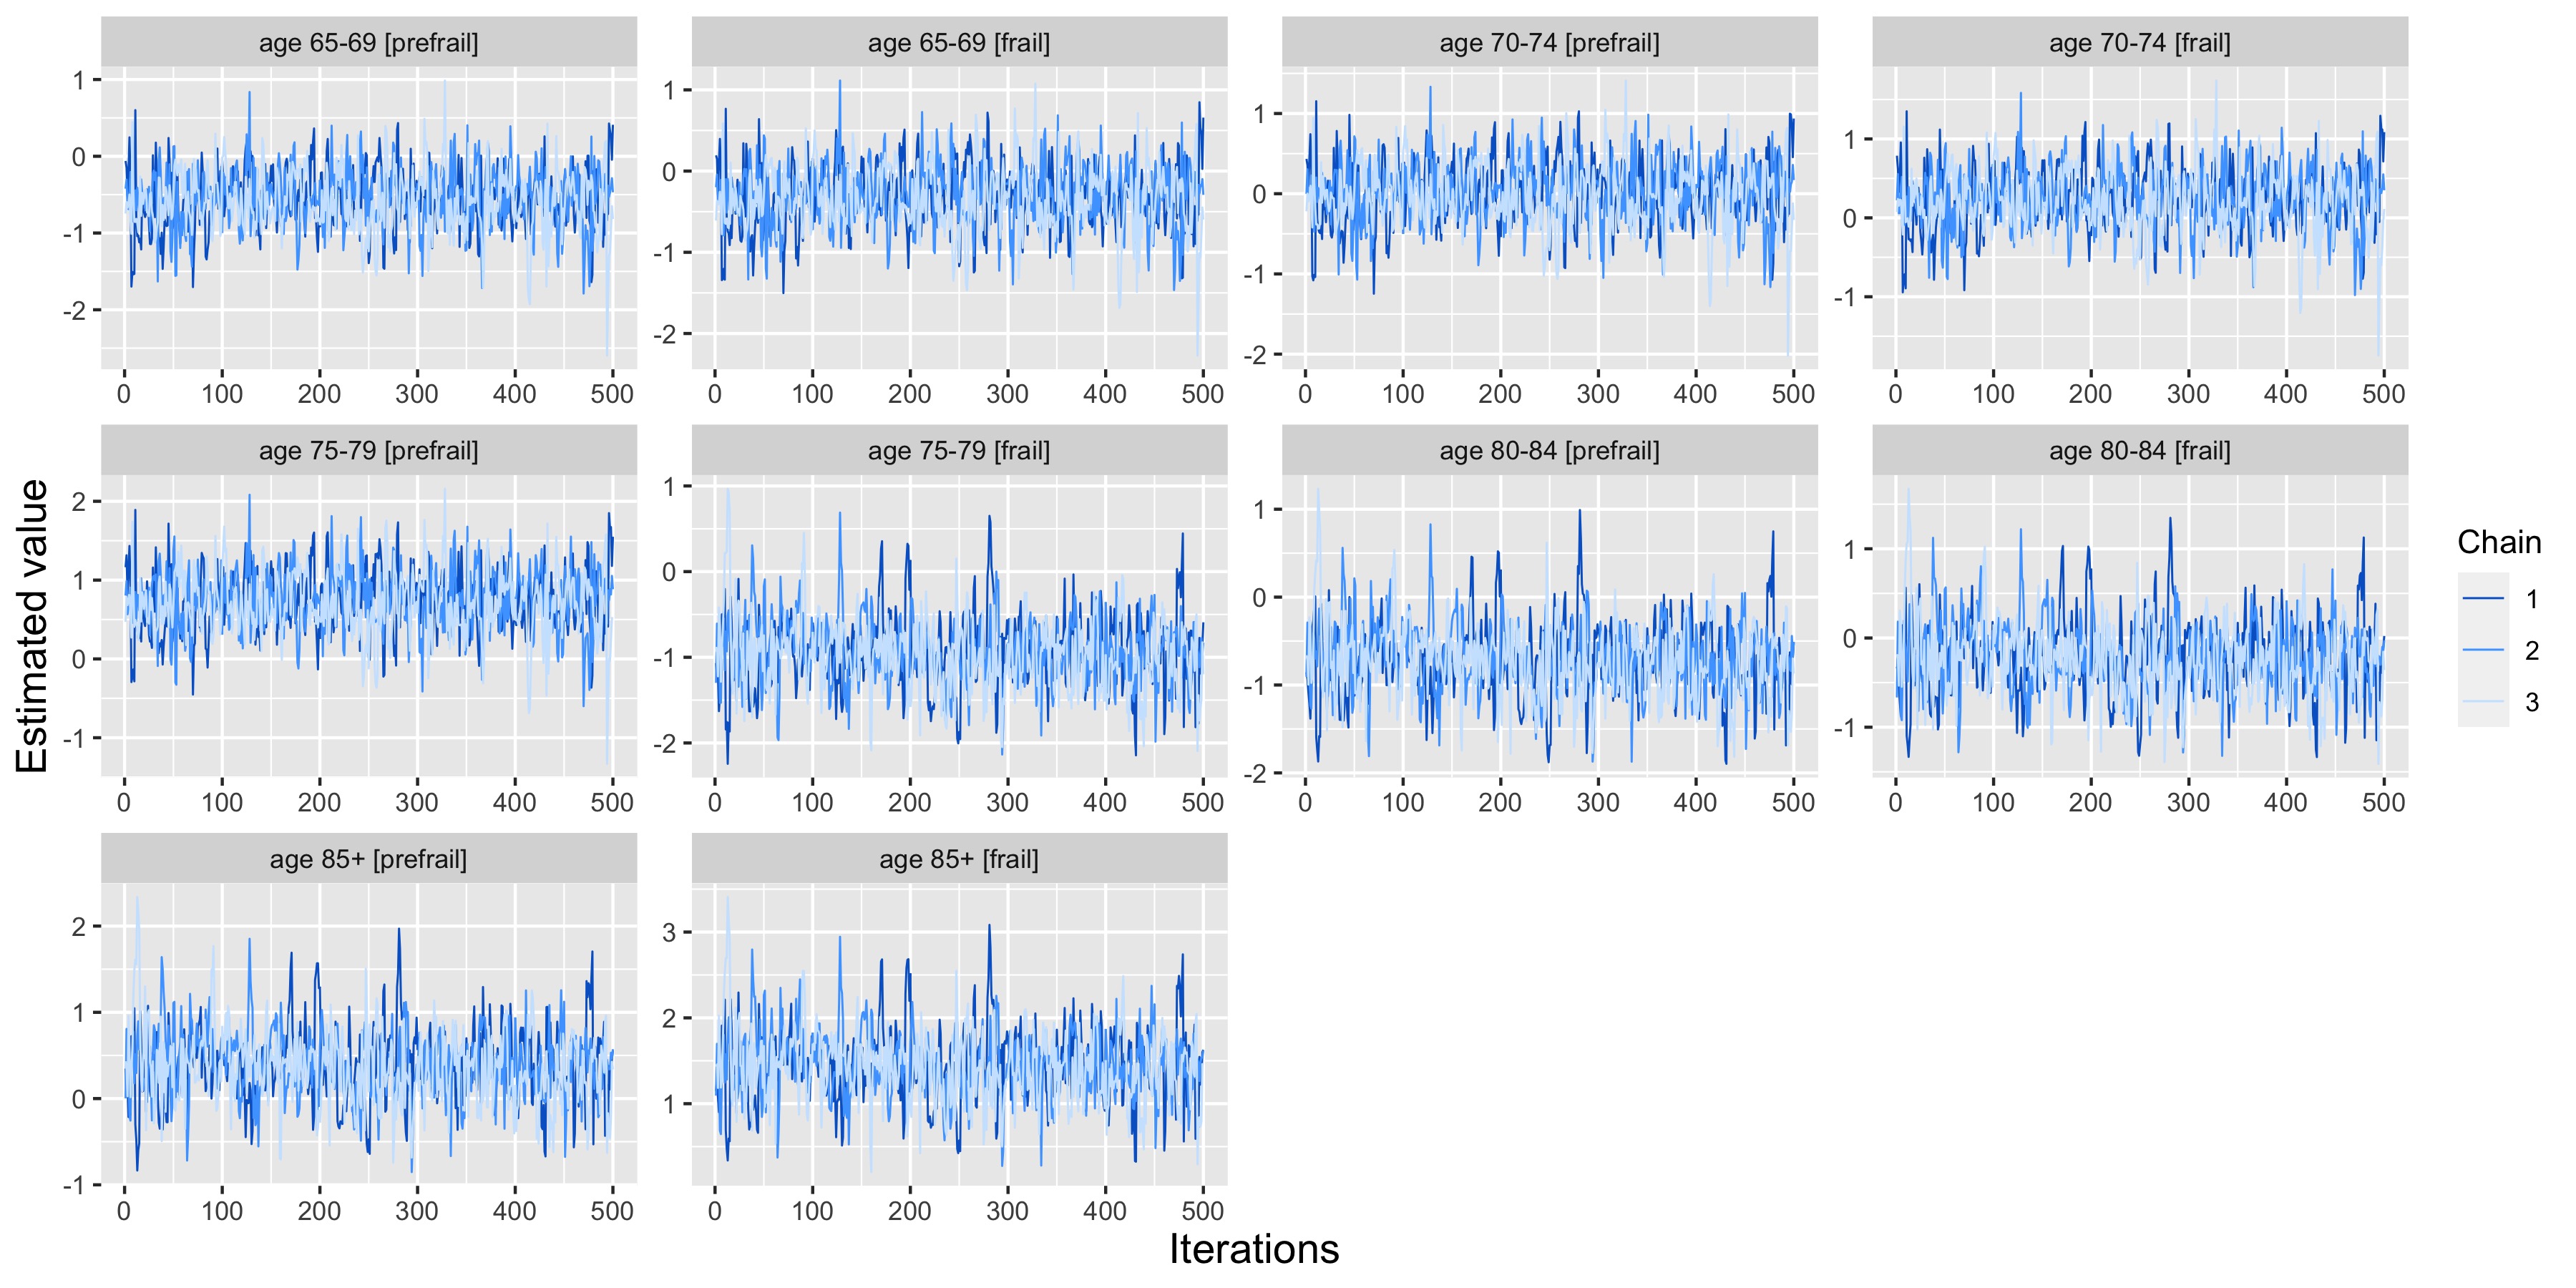 age 65-69 [prefrail] age 65-69 [frail] age 70-74 [prefrail] age 70-74 [frail]
1 1 1 1
0 0 0 0
-1 -1 -1 -1
-2 -2 -2
0 100 200 300 400 500 0 100 200 300 400 500 0 100 200 300 400 500 0 100 200 300 400 500
age 75-79 [prefrail] age 75-79 [frail] age 80-84 [prefrail] age 80-84 [frail]
2 1 1 1
1 0 0 0
0 -1 -1 -1
-1 -2 -2
0 100 200 300 400 500 0 100 200 300 400 500 0 100 200 300 400 500 0 100 200 300 400 500
age 85+ [prefrail] age 85+ [frail]
2 3
1 2
0 1
-1
0 100 200 300 400 500 0 100 200 300 400 500
Estimated value
Iterations
Chain
1
2
3